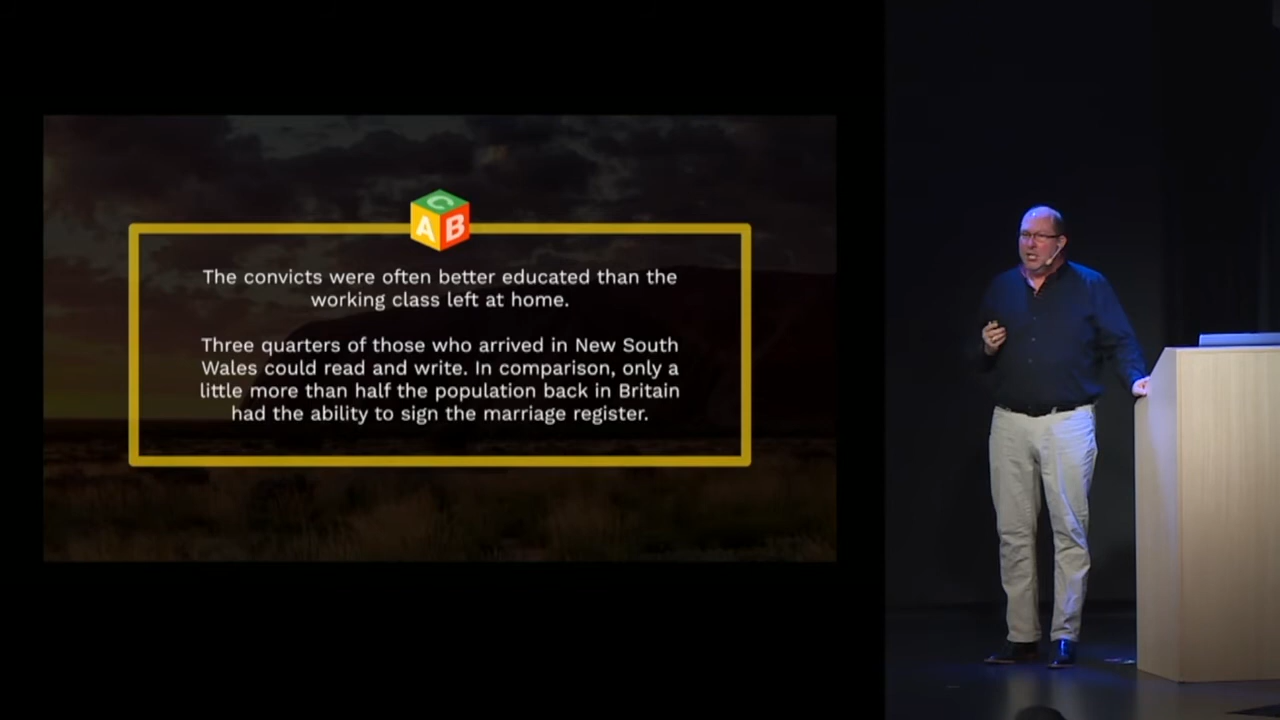 C
A B
The convicts were often better educated than the
working class left at home.
Three quarters of those who arrived in New South
Wales could read and write. In comparison, only a
little more than half the population back in Britain
had the ability to sign the marriage register.